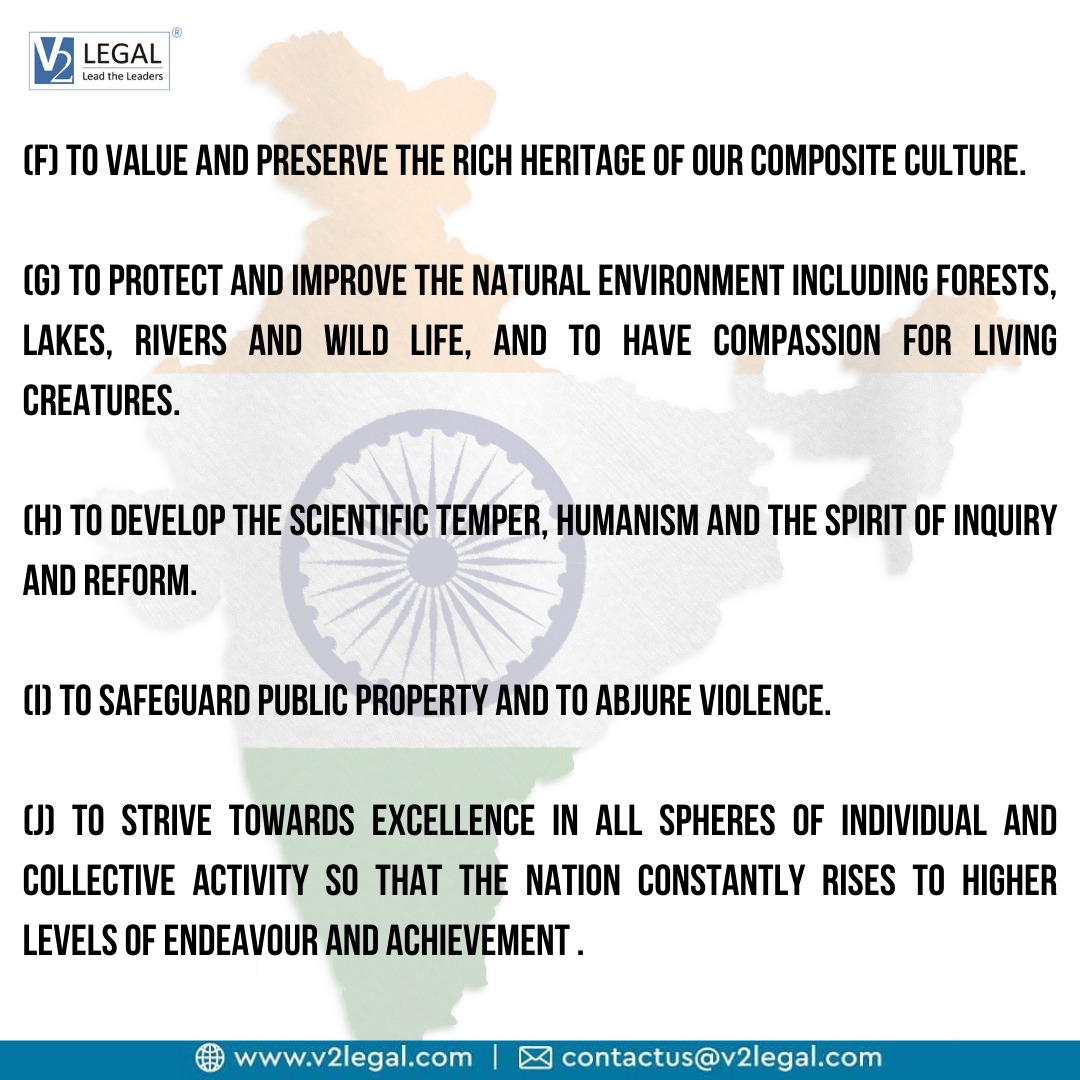 V2 LEGAL®
Lead the Leaders
(F) TO VALUE AND PRESERVE THE RICH HERITAGE OF OUR COMPOSITE CULTURE.
(G) TO PROTECT AND IMPROVE THE NATURAL ENVIRONMENT INCLUDING FORESTS,
LAKES, RIVERS AND WILD LIFE, AND TO HAVE COMPASSION FOR LIVING
CREATURES.
(H) TO DEVELOP THE SCIENTIFIC TEMPER, HUMANISM AND THE SPIRIT OF INQUIRY
AND REFORM.
(I) TO SAFEGUARD PUBLIC PROPERTY AND TO ABJURE VIOLENCE.
(J) TO STRIVE TOWARDS EXCELLENCE IN ALL SPHERES OF INDIVIDUAL AND
COLLECTIVE ACTIVITY SO THAT THE NATION CONSTANTLY RISES TO HIGHER
LEVELS OF ENDEAVOUR AND ACHIEVEMENT .
www.v2legal.com | contactus@v2legal.com